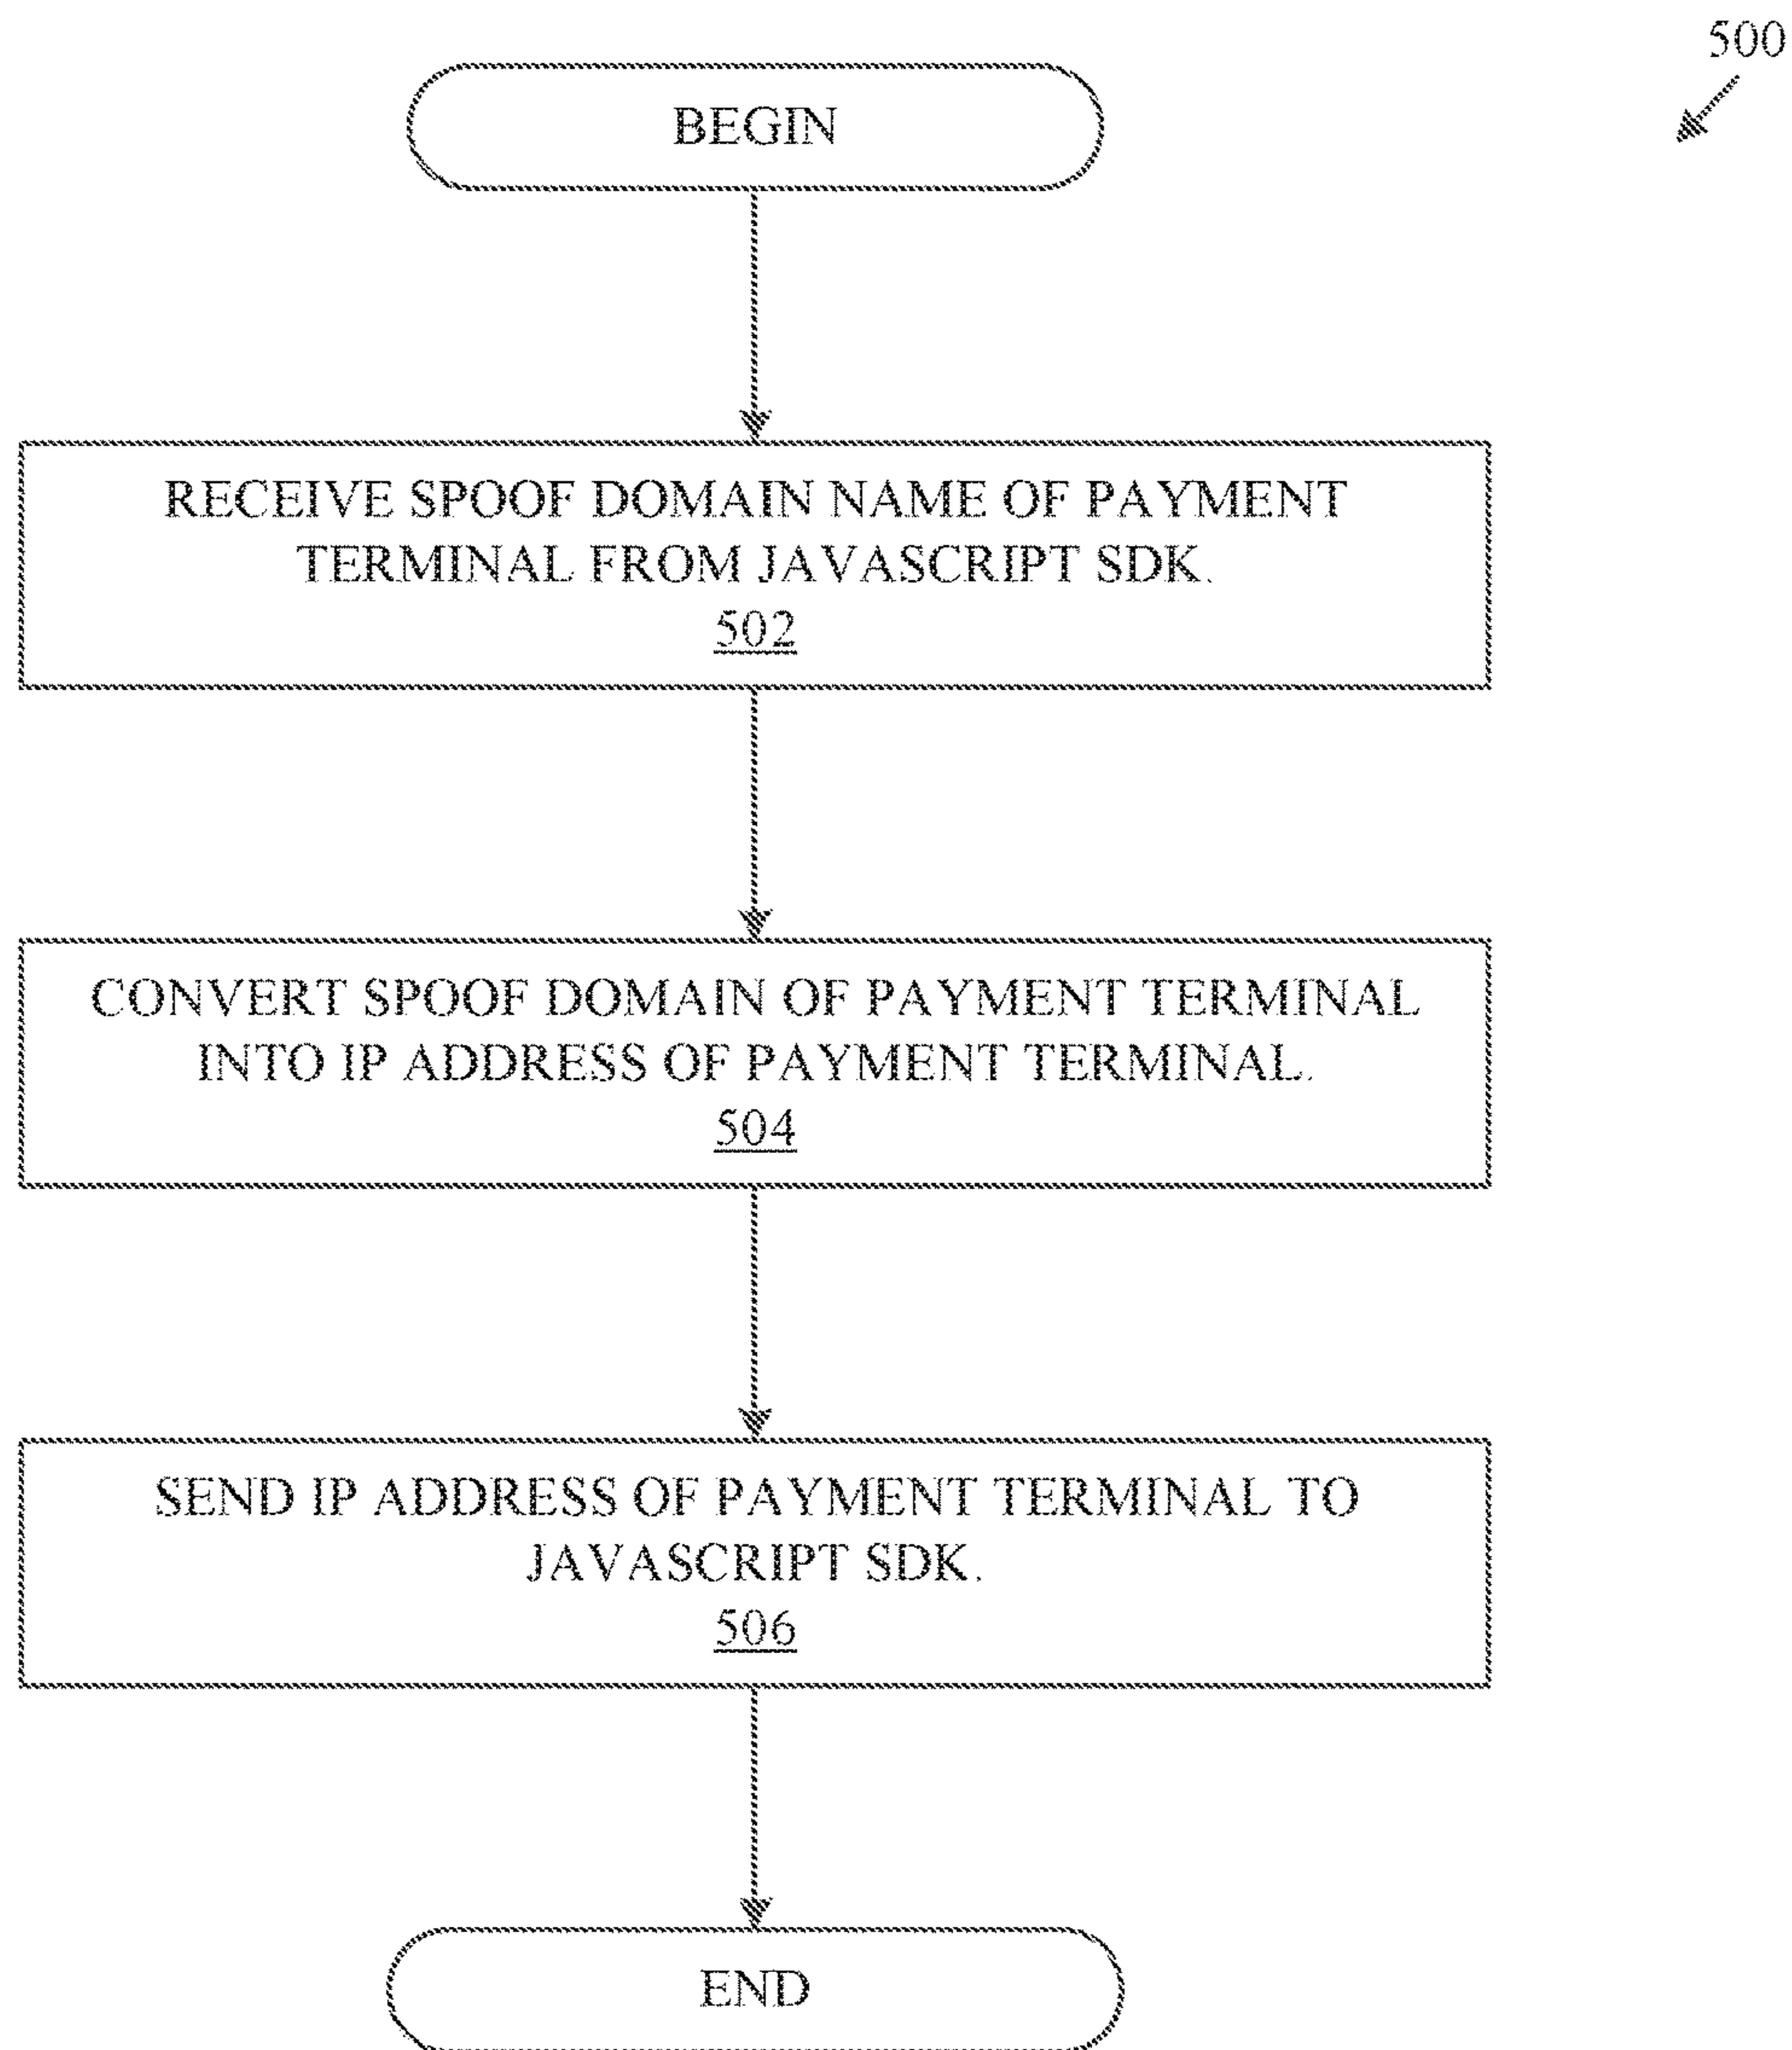 500
BEGIN
RECEIVE SPOOF DOMAIN NAME OF PAYMENT
TERMINAL FROM JAVASCRIPT SDK.
502
CONVERT SPOOF DOMAIN OF PAYMENT TERMINAL
INTO IP ADDRESS OF PAYMENT TERMINAL.
504
SEND IP ADDRESS OF PAYMENT TERMINAL TO
JAVASCRIPT SDK.
506
END